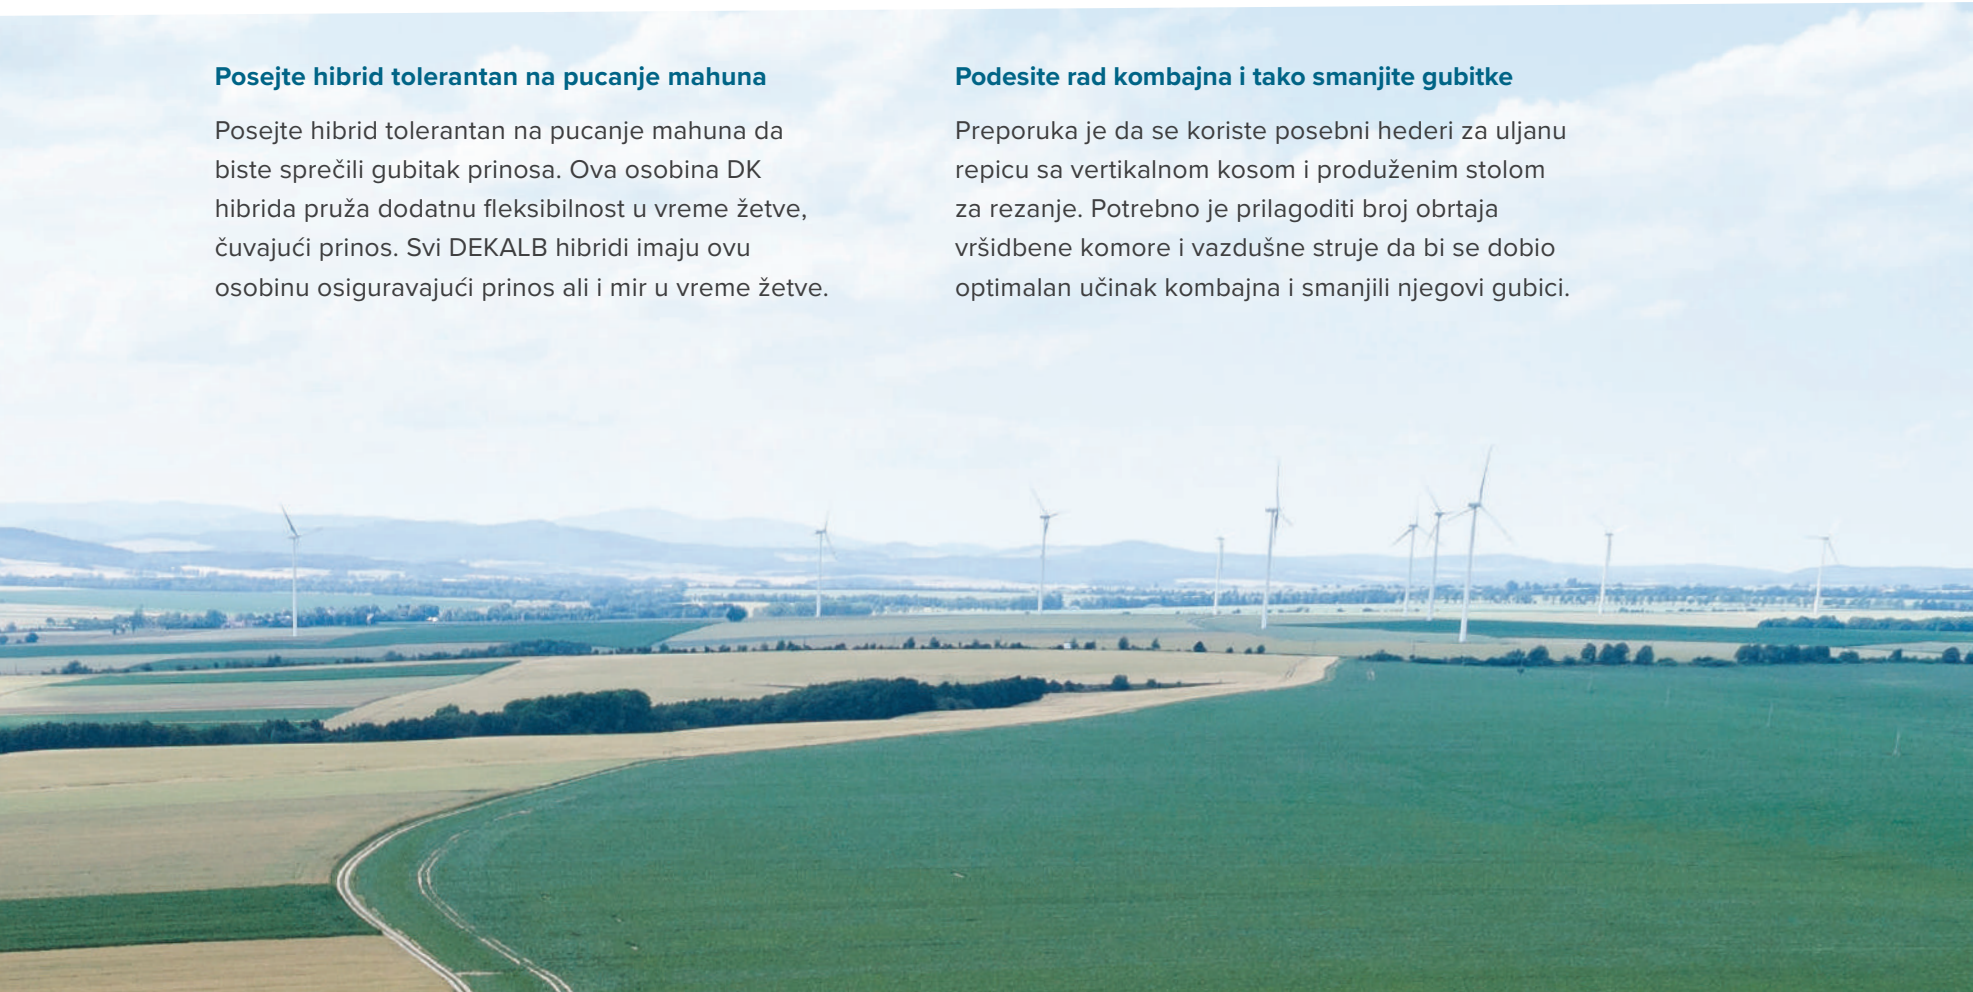 Posejte hibrid tolerantan na pucanje mahuna
Posejte hibrid tolerantan na pucanje mahuna da
biste sprečili gubitak prinosa. Ova osobina DK
hibrida pruža dodatnu fleksibilnost u vreme žetve,
čuvajući prinos. Svi DEKALB hibridi imaju ovu
osobinu osiguravajući prinos ali i mir u vreme žetve.
Podesite rad kombajna i tako smanjite gubitke
Preporuka je da se koriste posebni hederi za uljanu
repicu sa vertikalnom kosom i produženim stolom
za rezanje. Potrebno je prilagoditi broj obrtaja
vršidbene komore i vazdušne struje da bi se dobio
optimalan učinak kombajna i smanjili njegovi gubici.